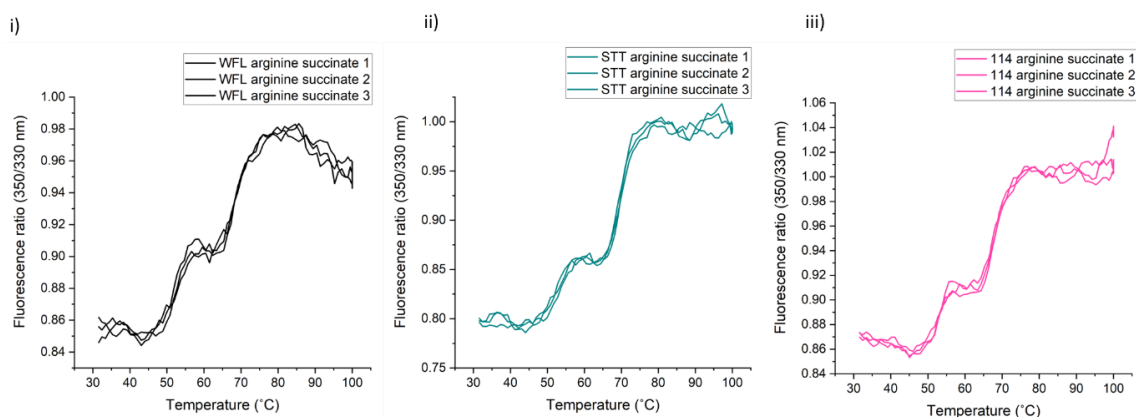 i)
WFL arginine succinate 1
WFL arginine succinate 2
WFL arginine succinate 3
Fluorescence ratio (350/330 nm)
1.00
0.98
0.96
0.94
0.92
0.90
0.88
0.86
0.84
30 40 50 60 70 80 90 100
Temperature (˚C)
ii)
STT arginine succinate 1
STT arginine succinate 2
STT arginine succinate 3
Fluorescence ratio (350/330 nm)
1.00
0.95
0.90
0.85
0.80
0.75
30 40 50 60 70 80 90 100
Temperature (˚C)
iii)
114 arginine succinate 1
114 arginine succinate 2
114 arginine succinate 3
Fluorescence ratio (350/330 nm)
1.06
1.04
1.02
1.00
0.98
0.96
0.94
0.92
0.90
0.88
0.86
0.84
30 40 50 60 70 80 90 100
Temperature (˚C)